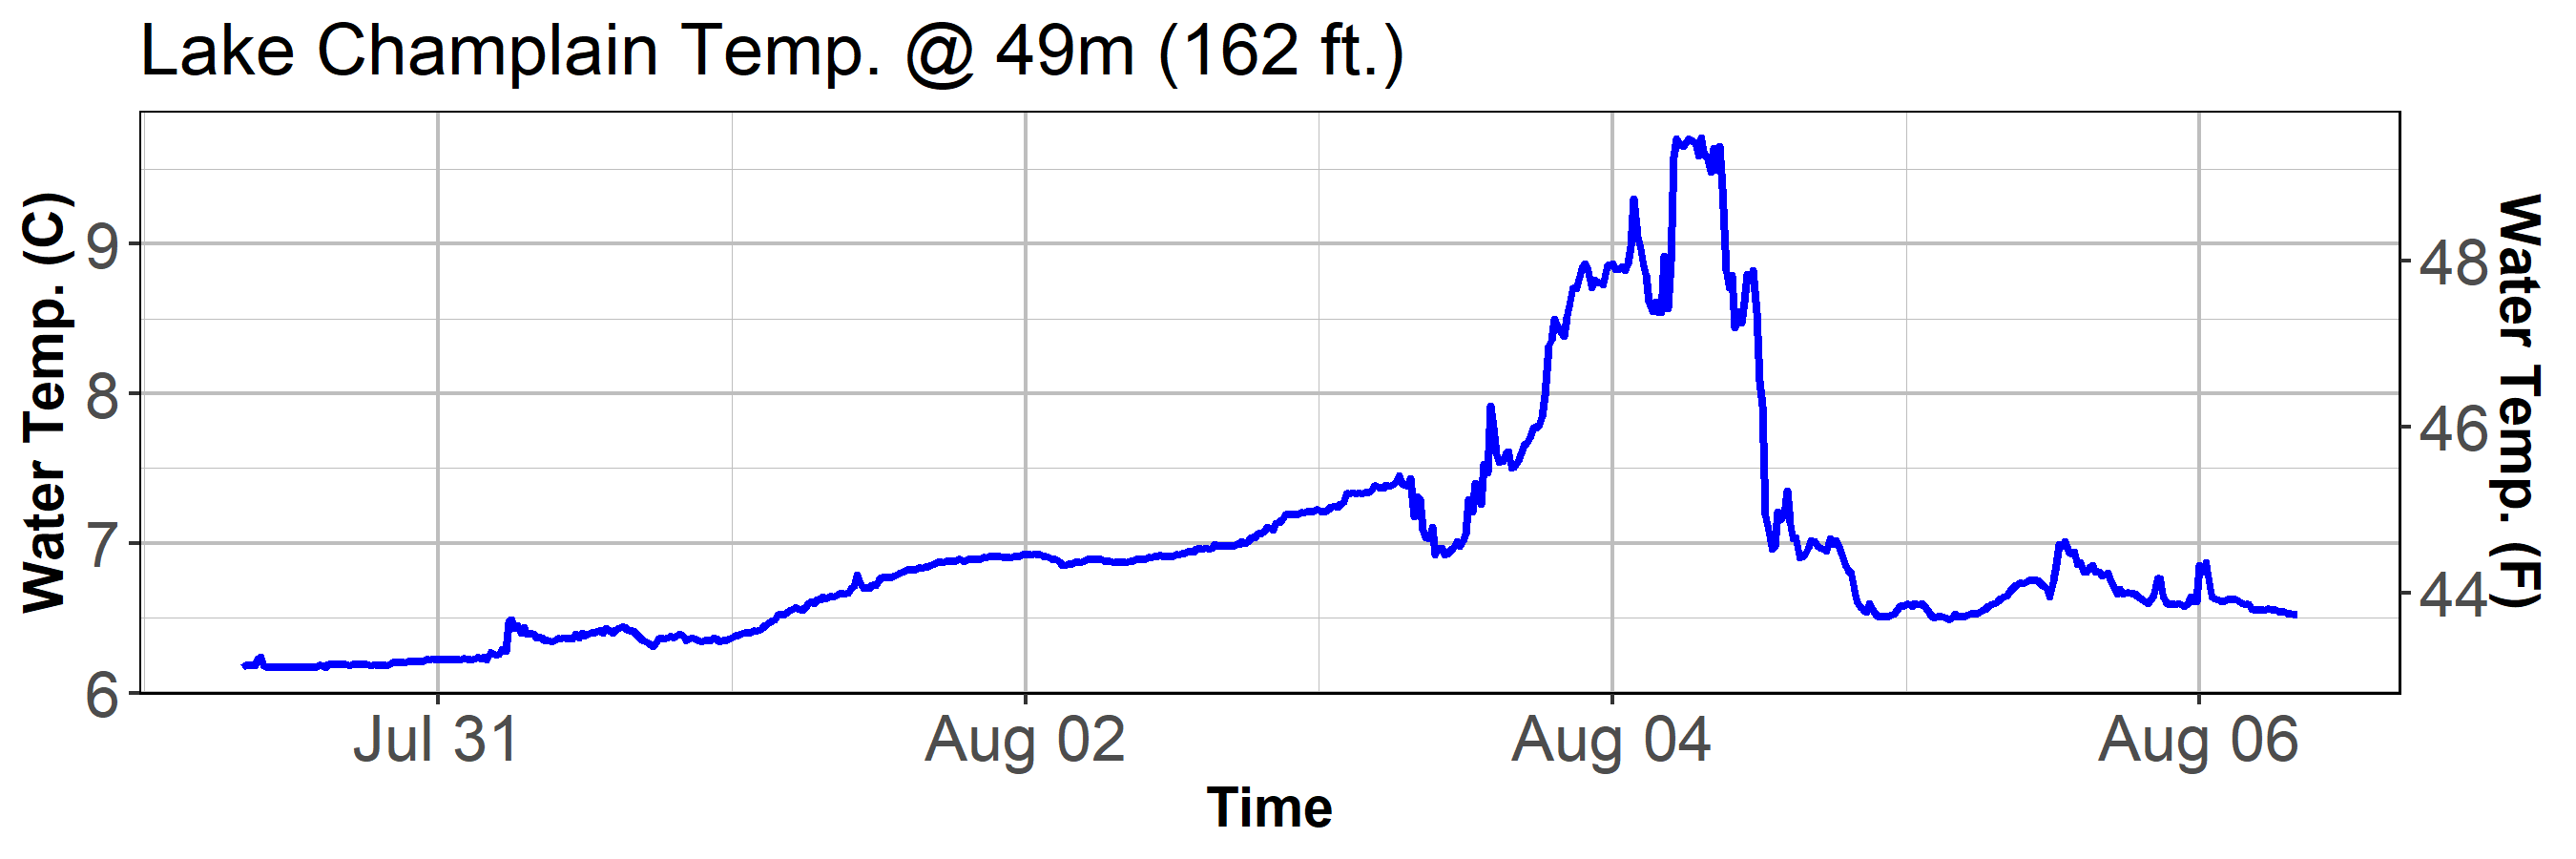 Lake Champlain Temp. @ 49m (162 ft.)
Water Temp. (C)
9
8
7
6
48
46
44
Water Temp. (F)
Jul 31 Aug 02 Aug 04 Aug 06
Time